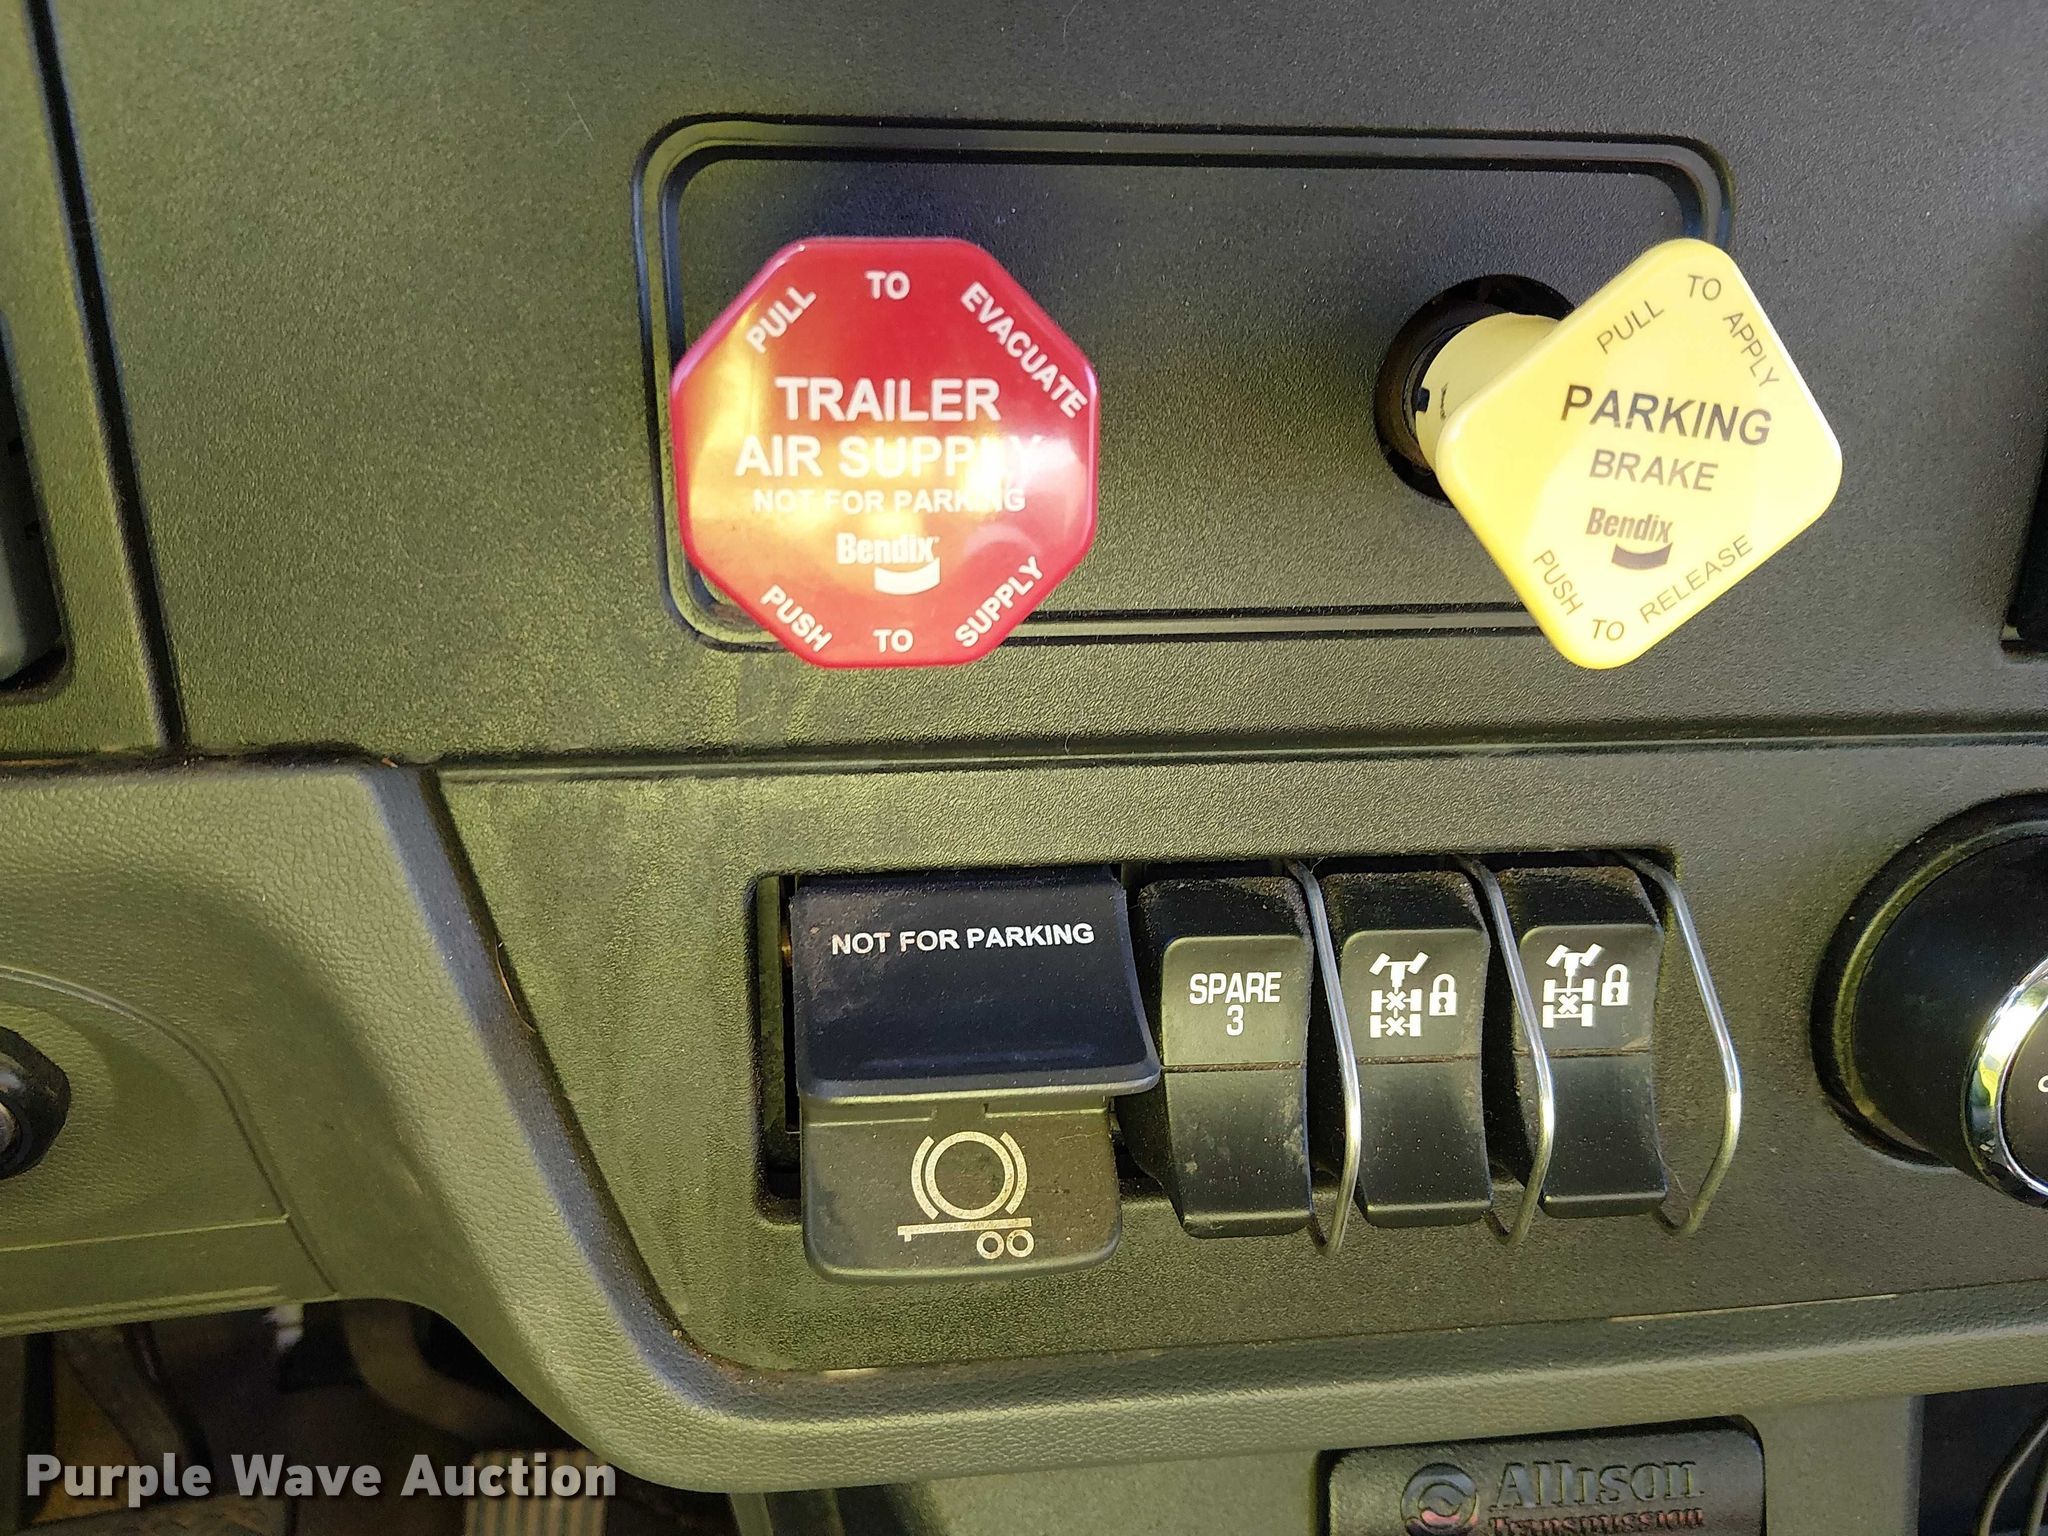 PULL TO EVACUATE
TRAILER
AIR SUPPLY
NOT FOR PARKING
Bendix
PUSH TO SUPPLY
PULL TO APPLY
PARKING
BRAKE
Bendix
PUSH TO RELEASE
NOT FOR PARKING
SPARE
3
Allison
Transmission
Purple Wave Auction